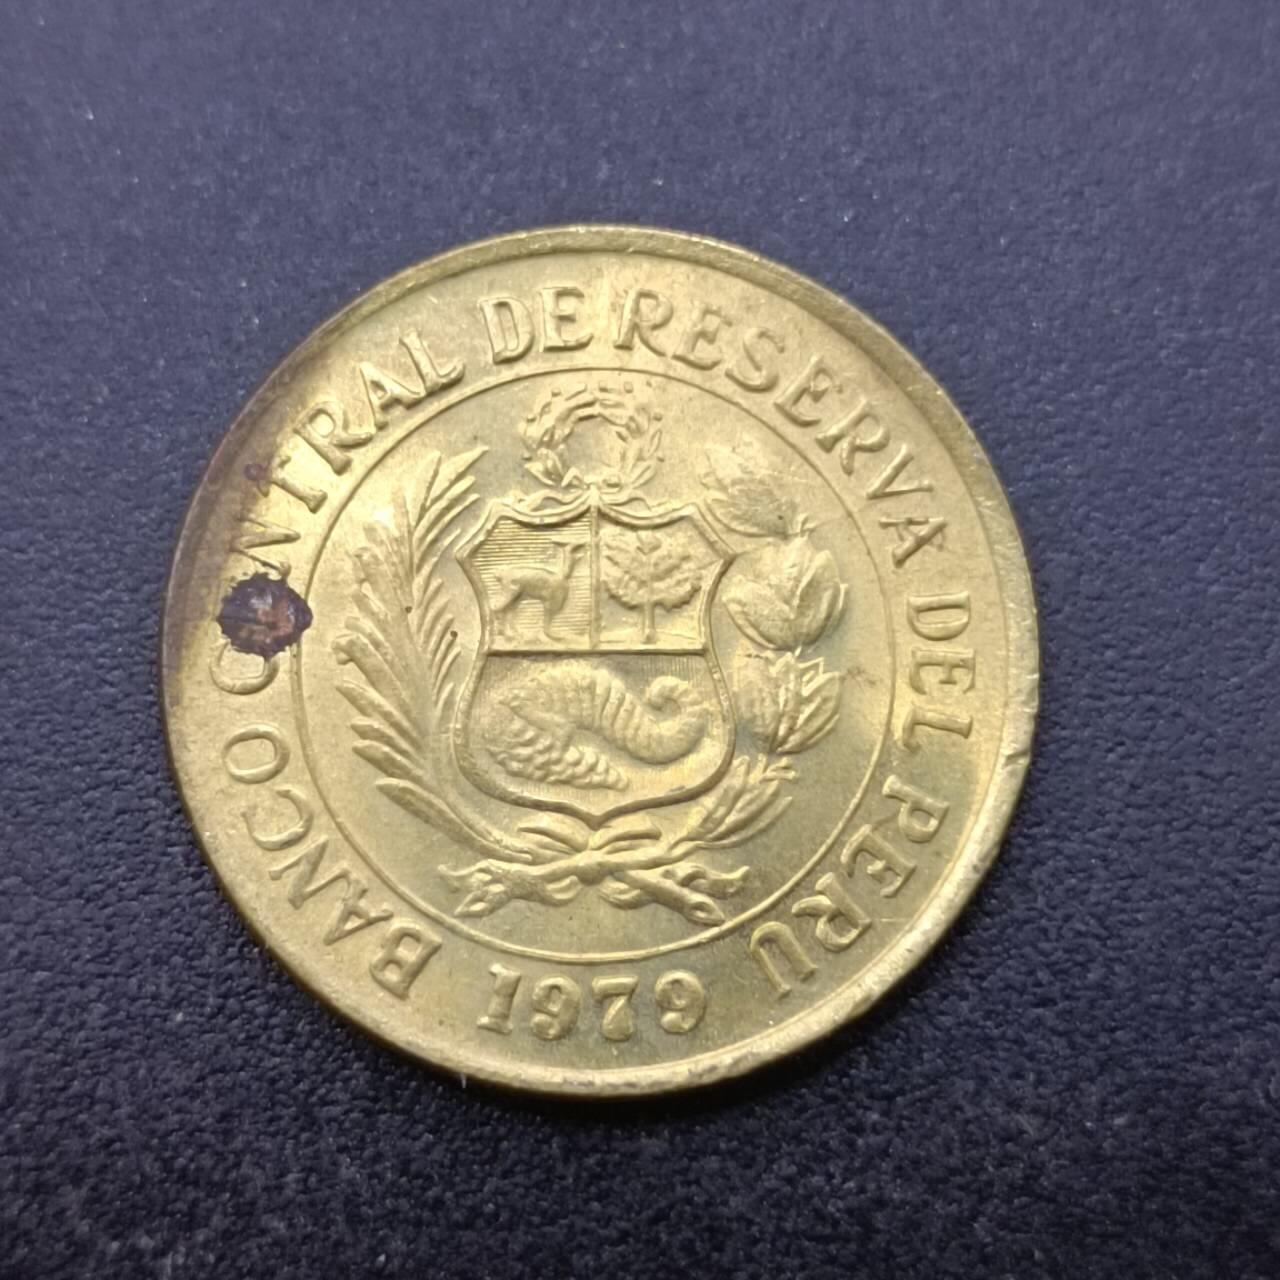 BANCO CENTRAL DE RESERVA DEL PERU
1979